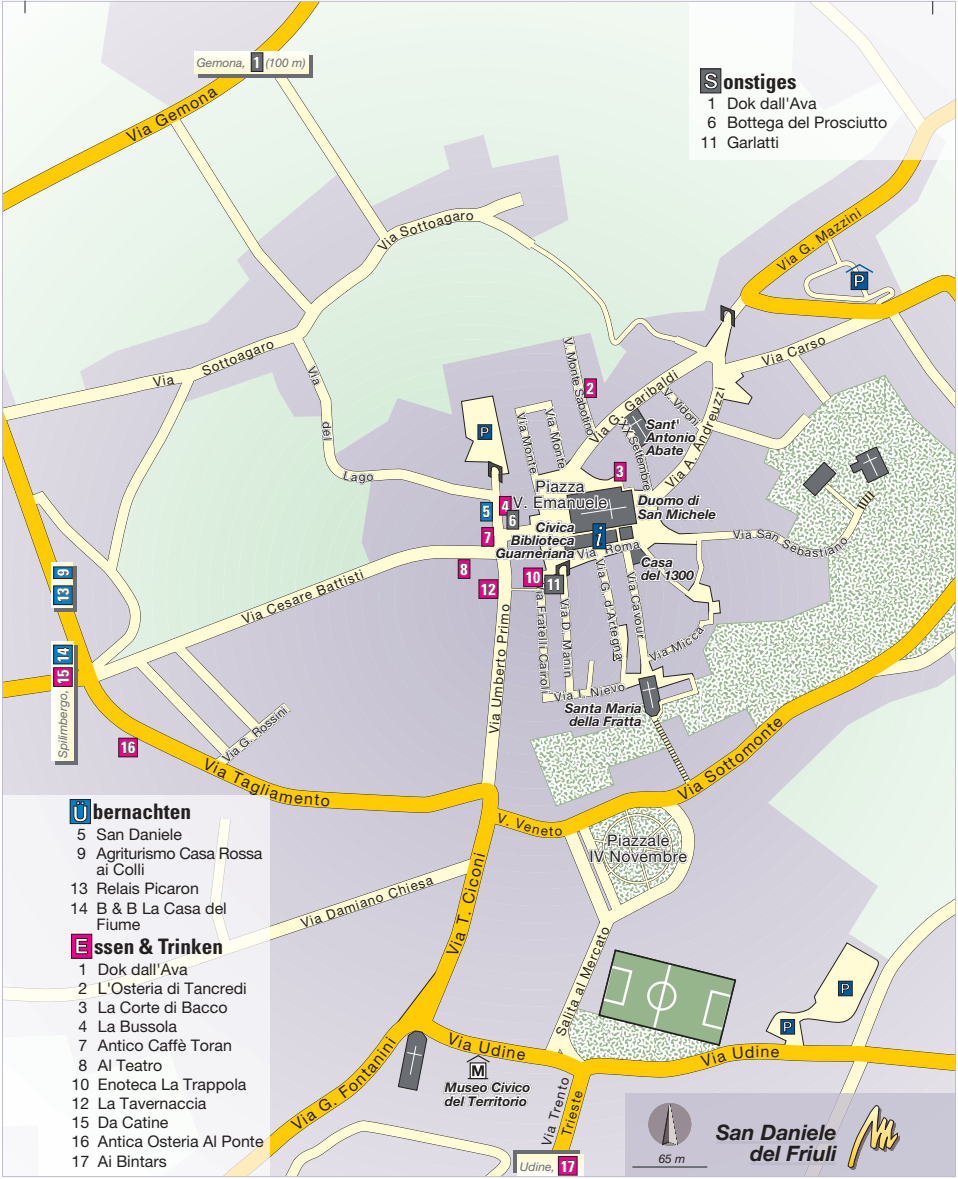 Gemona, 1 (100 m)
Via Gemona
S onstiges
1 Dok dall'Ava
6 Bottega del Prosciutto
11 Garlatti
Via Sottoagaro
Via G. Mazzini
P
Via Sottoagaro
Via Carso
V. Monte Sabolino
2
Via G. Garibaldi
V. Vidoni
Via A. Andreuzzi
Via del Lago
P
Via Monte
Via Monte
Sant'
Antonio
Abate
XX Settembre
3
Piazza
V. Emanuele
Duomo di
San Michele
5
4
6
7
Civica
Biblioteca
Guarneriana
i
Via Roma
Via San Sebastiano
Casa
del 1300
8
10
11
12
9
13
Via Cesare Battisti
Via Umberto Primo
Via Fratelli Cairoli
Via D. Manin
Via G. d'Artegna
Via Cavour
Via Micca
Via I. Nievo
Santa Maria
della Fratta
Spilimbergo, 15
14
16
Via G. Rossini
Via Tagliamento
Via Sottomonte
V. Veneto
Piazzale
IV Novembre
Ü bernachten
5 San Daniele
9 Agriturismo Casa Rossa
ai Colli
13 Relais Picaron
14 B & B La Casa del
Fiume
E ssen & Trinken
1 Dok dall'Ava
2 L'Osteria di Tancredi
3 La Corte di Bacco
4 La Bussola
7 Antico Caffè Toran
8 Al Teatro
10 Enoteca La Trappola
12 La Tavernaccia
15 Da Catine
16 Antica Osteria Al Ponte
17 Ai Bintars
Via Damiano Chiesa
Via T. Ciconi
Salita al Mercato
P
P
Via Udine
Via Udine
Via G. Fontanini
M
Museo Civico
del Territorio
Via Trento
Trieste
Udine, 17
65 m
San Daniele
del Friuli
M